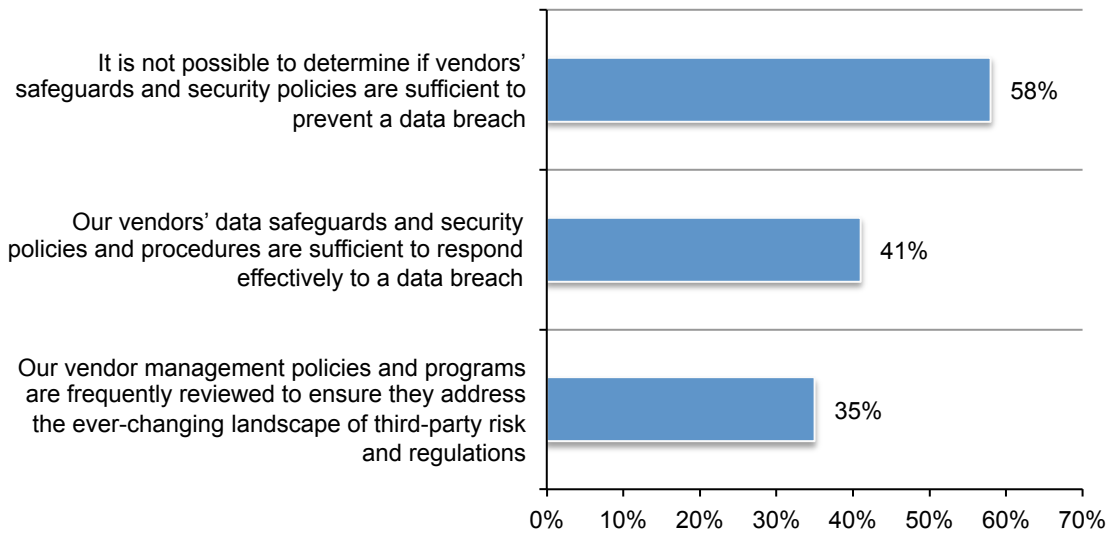 It is not possible to determine if vendors’
safeguards and security policies are sufficient to
prevent a data breach
58%
Our vendors’ data safeguards and security
policies and procedures are sufficient to respond
effectively to a data breach
41%
Our vendor management policies and programs
are frequently reviewed to ensure they address
the ever-changing landscape of third-party risk
and regulations
35%
0% 10% 20% 30% 40% 50% 60% 70%